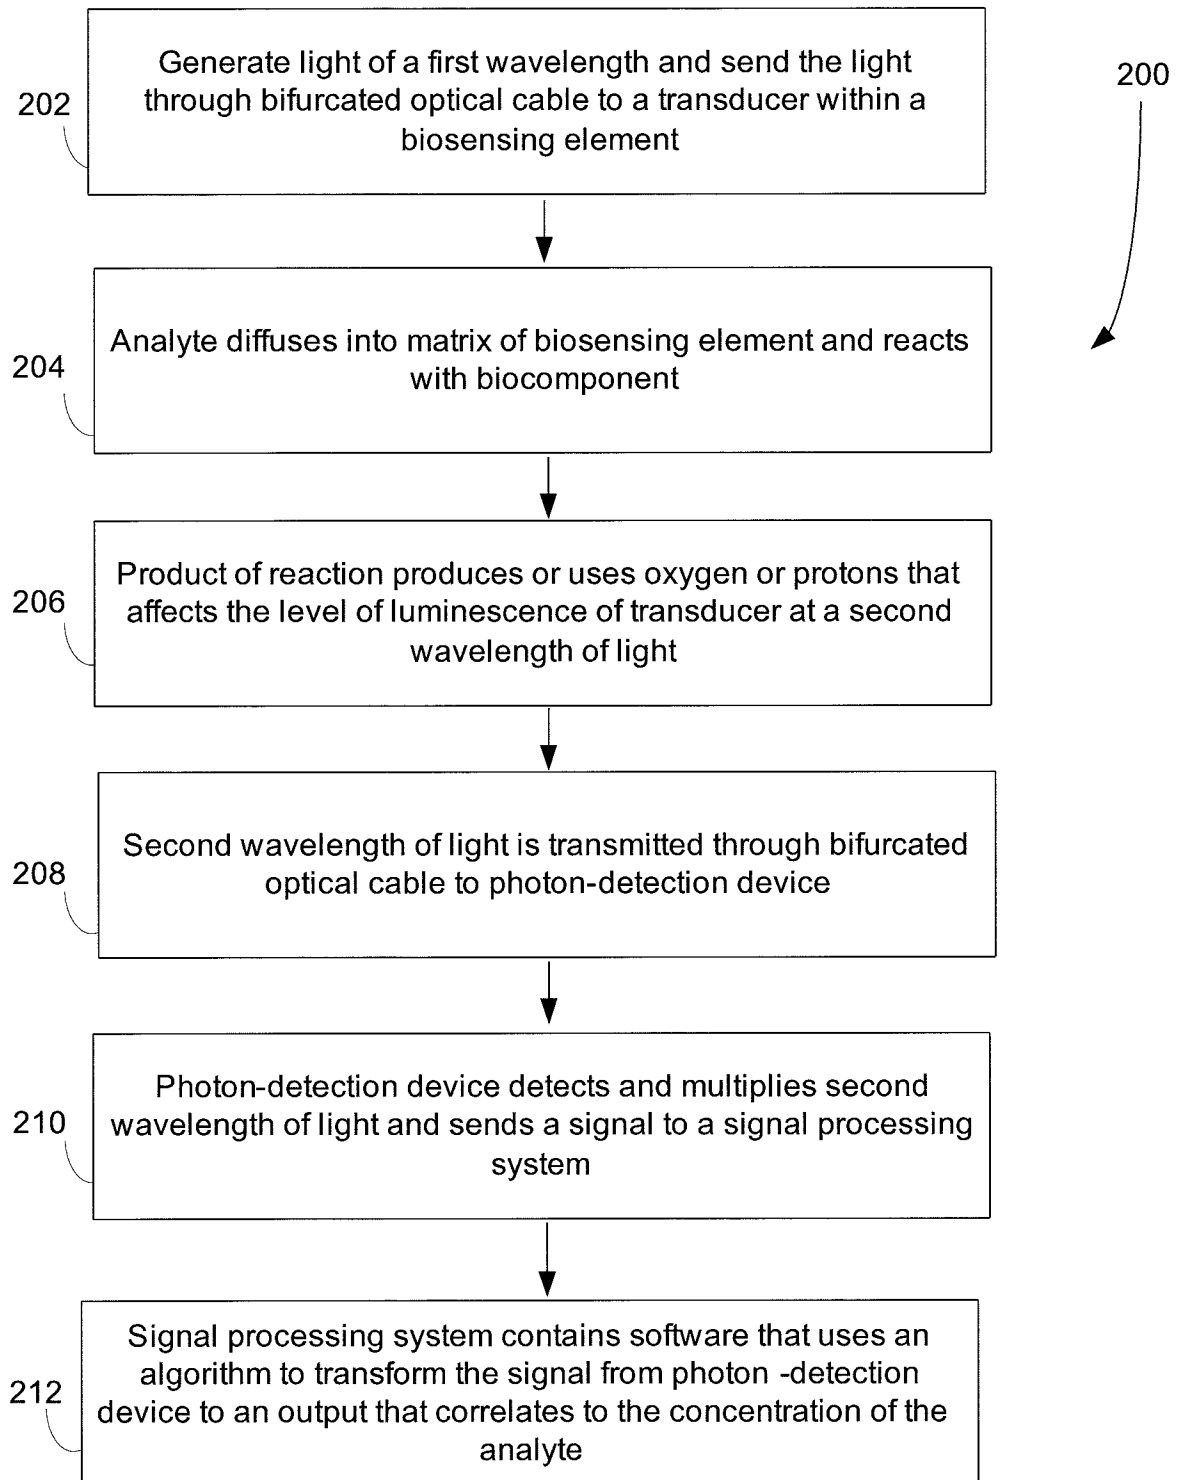 Generate light of a first wavelength and send the light
through bifurcated optical cable to a transducer within a
biosensing element
202
200
Analyte diffuses into matrix of biosensing element and reacts
with biocomponent
204
Product of reaction produces or uses oxygen or protons that
affects the level of luminescence of transducer at a second
wavelength of light
206
Second wavelength of light is transmitted through bifurcated
optical cable to photon-detection device
208
Photon-detection device detects and multiplies second
wavelength of light and sends a signal to a signal processing
system
210
Signal processing system contains software that uses an
algorithm to transform the signal from photon -detection
device to an output that correlates to the concentration of the
analyte
212